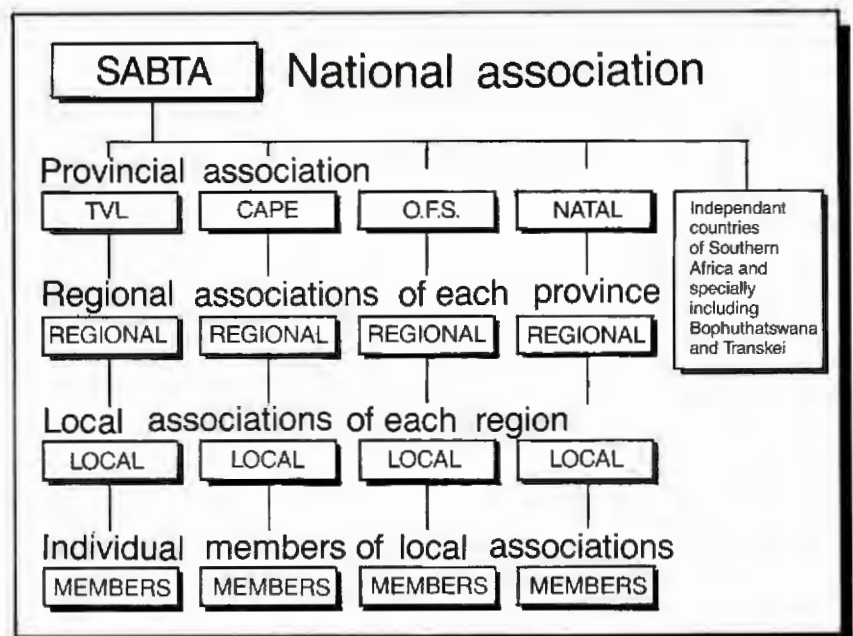 SABTA National association
Provincial association
TVL CAPE O.F.S. NATAL
Independant
countries
of Southern
Africa and
specially
including
Bophuthatswana
and Transkei
Regional associations of each province
REGIONAL REGIONAL REGIONAL REGIONAL
Local associations of each region
LOCAL LOCAL LOCAL LOCAL
Individual members of local associations
MEMBERS MEMBERS MEMBERS MEMBERS